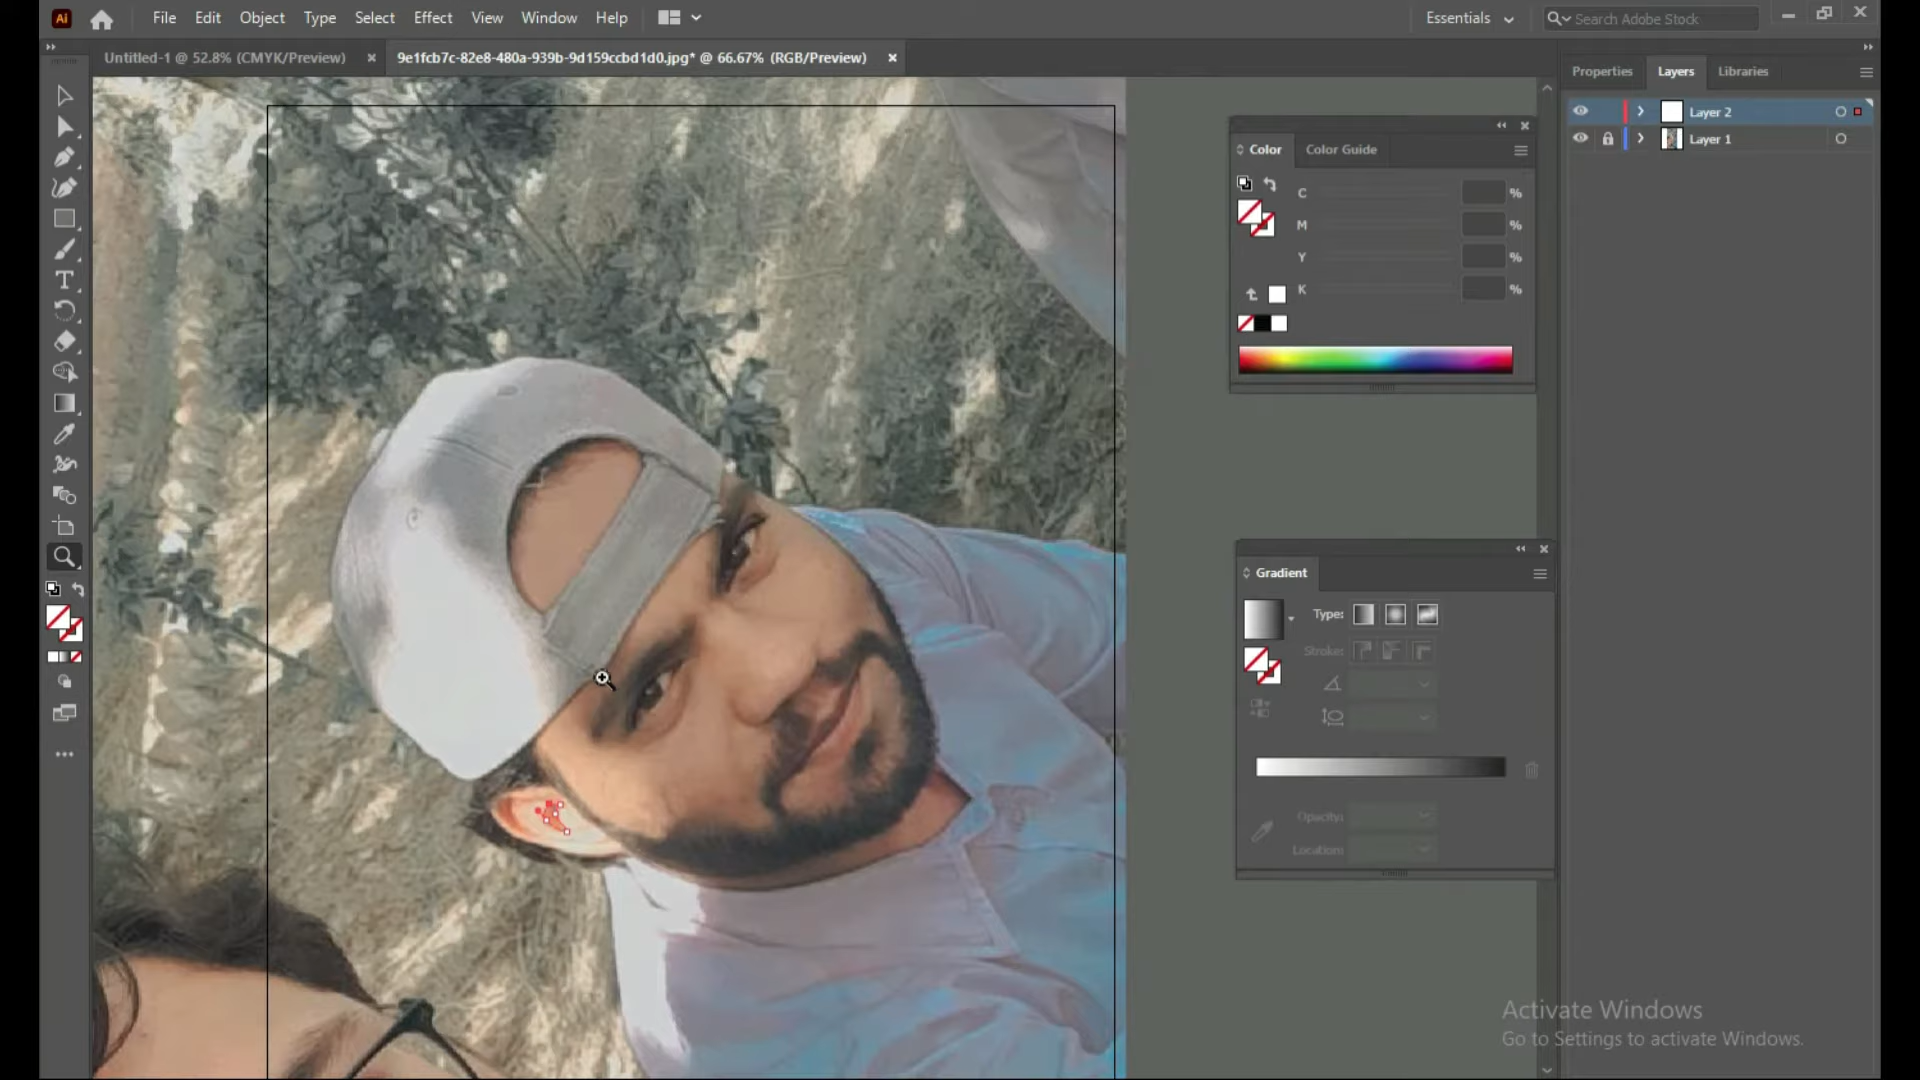 Ai File Edit Object Type Select Effect View Window Help Essentials Search Adobe Stock
Untitled-1 @ 52.8% (CMYK/Preview) 9e1fcb7c-82e8-480a-939b-9d159ccbd1d0.jpg* @ 66.67% (RGB/Preview)
Properties Layers Libraries
Layer 2
Layer 1
Color Color Guide
C %
M %
Y %
K %
Gradient
Type:
Stroke:
Opacity:
Location:
Activate Windows
Go to Settings to activate Windows.